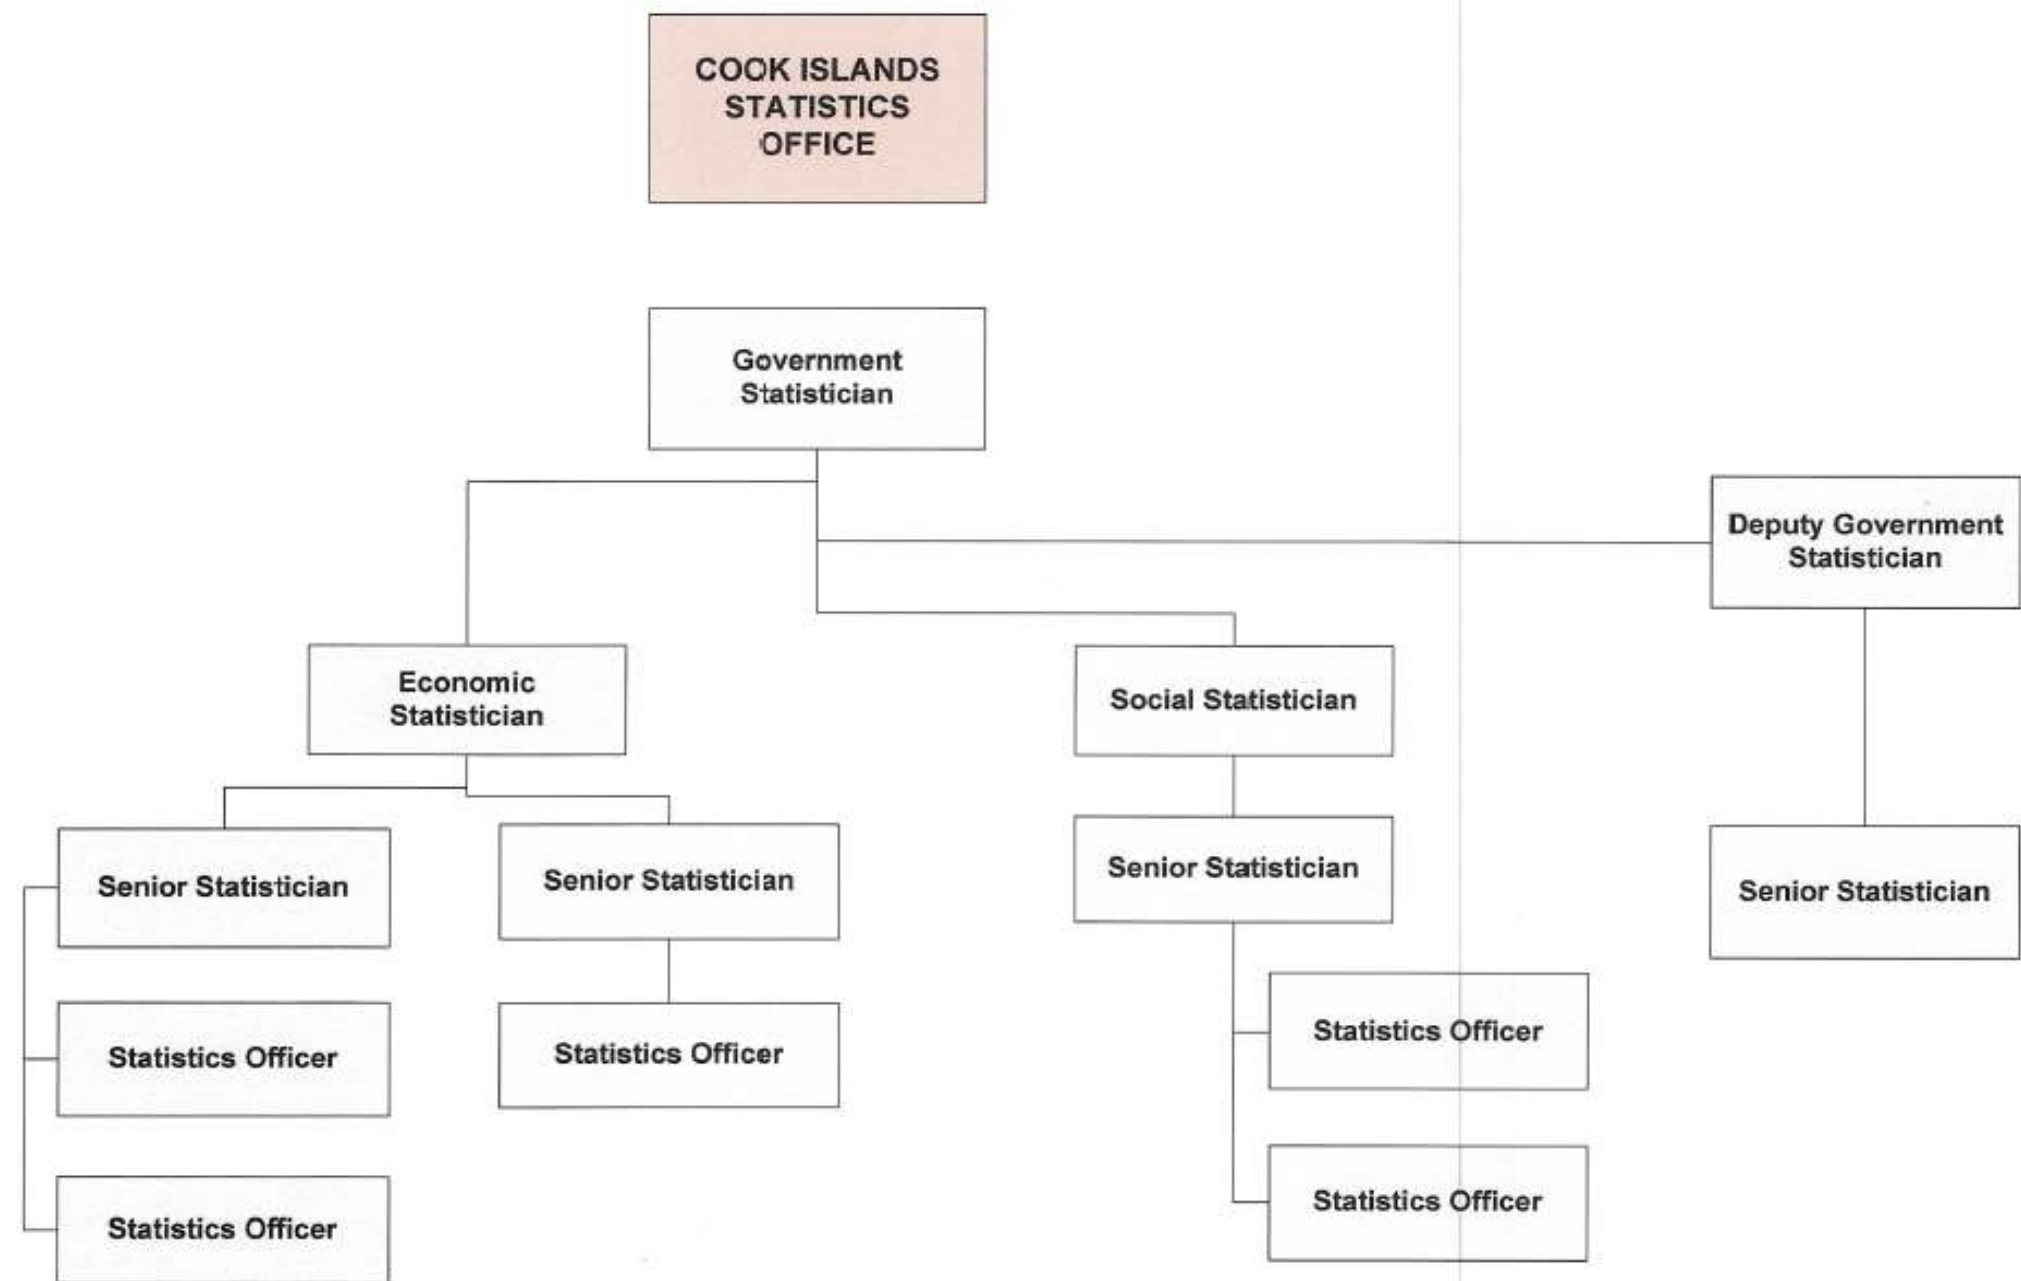 COOK ISLANDS
STATISTICS
OFFICE
Government
Statistician
Deputy Government
Statistician
Economic
Statistician
Social Statistician
Senior Statistician
Senior Statistician
Senior Statistician
Senior Statistician
Statistics Officer
Statistics Officer
Statistics Officer
Statistics Officer
Statistics Officer